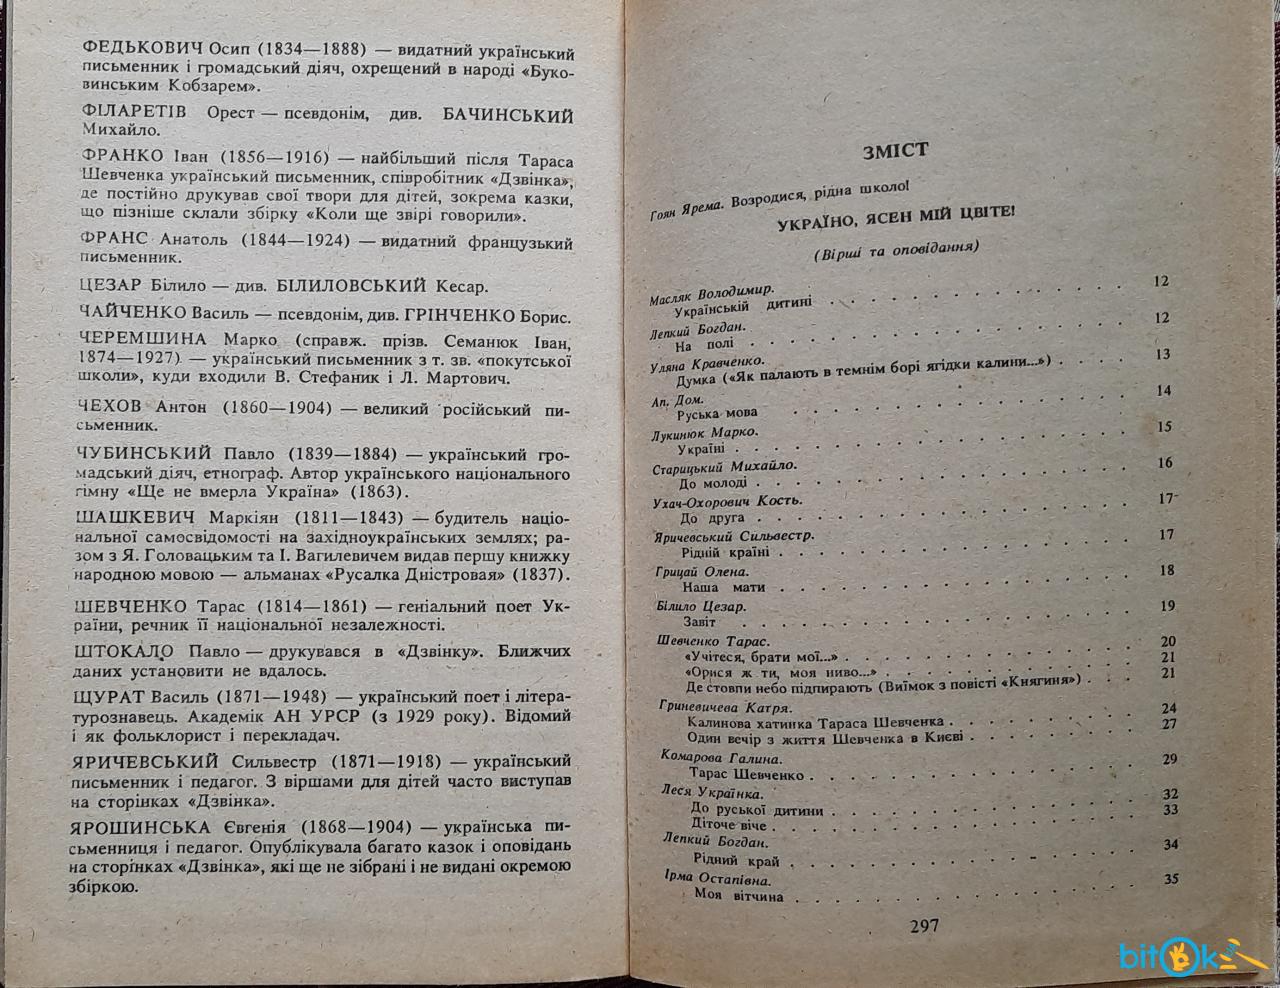 ФЕДЬКОВИЧ Осип (1834—1888) — видатний український
письменник і громадський діяч, охрещений в народі «Буко-
винським Кобзарем».
ФІЛАРЕТІВ Орест — псевдонім, див. БАЧИНСЬКИЙ
Михайло.
ФРАНКО Іван (1856—1916) — найбільший після Тараса
Шевченка український письменник, співробітник «Дзвінка»,
де постійно друкував свої твори для дітей, зокрема казки,
що пізніше склали збірку «Коли ще звірі говорили».
ФРАНС Анатоль (1844—1924) — видатний французький
письменник.
ЦЕЗАР Білило — див. БІЛИЛОВСЬКИЙ Кесар.
ЧАЙЧЕНКО Василь — псевдонім, див. ГРІНЧЕНКО Борис.
ЧЕРЕМШИНА Марко (справж. прізв. Семанюк Іван,
1874—1927) — український письменник з т. зв. «покутської
школи», куди входили В. Стефаник і Л. Мартович.
ЧЕХОВ Антон (1860—1904) — великий російський пи-
сьменник.
ЧУБИНСЬКИЙ Павло (1839—1884) — український гро-
мадський діяч, етнограф. Автор українського національного
гімну «Ще не вмерла Україна» (1863).
ШАШКЕВИЧ Маркіян (1811—1843) — будитель націо-
нальної самосвідомості на західноукраїнських землях; ра-
зом з Я. Головацьким та І. Вагилевичем видав першу книжку
народною мовою — альманах «Русалка Дністровая» (1837).
ШЕВЧЕНКО Тарас (1814—1861) — геніальний поет Ук-
раїни, речник її національної незалежності.
ШТОКАЛО Павло — друкувався в «Дзвінку». Ближчих
даних установити не вдалось.
ЩУРАТ Василь (1871—1948) — український поет і літера-
турознавець. Академік АН УРСР (з 1929 року). Відомий
і як фольклорист і перекладач.
ЯРИЧЕВСЬКИЙ Сильвестр (1871—1918) — український
письменник і педагог. З віршами для дітей часто виступав
на сторінках «Дзвінка».
ЯРОШИНСЬКА Євгенія (1868—1904) — українська пи-
сьменниця і педагог. Опублікувала багато казок і оповідань
на сторінках «Дзвінка», які ще не зібрані і не видані окремою
збіркою.
ЗМІСТ
Гоян Ярема. Возродися, рідна школо!
УКРАЇНО, ЯСЕН МІЙ ЦВІТЕ!
(Вірші та оповідання)
Масляк Володимир.
Українській дитині . . . . . . . . . . . . 12
Лепкий Богдан.
На полі . . . . . . . . . . . . 12
Уляна Кравченко.
Думка («Як палають в темнім борі ягідки калини...») . . . . 13
Ап. Дом.
Руська мова . . . . . . . . . . . . 14
Лукинюк Марко.
Україні . . . . . . . . . . . . 15
Старицький Михайло.
До молоді . . . . . . . . . . . . 16
Ухач-Охорович Кость.
До друга . . . . . . . . . . . . 17
Яричевський Сильвестр.
Рідній країні . . . . . . . . . . . . 17
Грицай Олена.
Наша мати . . . . . . . . . . . . 18
Білило Цезар.
Завіт . . . . . . . . . . . . 19
Шевченко Тарас.
«Учітеся, брати мої...» . . . . . . . . . . . . 20
«Орися ж ти, моя ниво...» . . . . . . . . . . . . 21
Де стовпи небо підпирають (Виїмок з повісті «Княгиня») . . . 21
Гриневичева Катря.
Калинова хатинка Тараса Шевченка . . . . . . . . 24
Один вечір з життя Шевченка в Києві . . . . . . . . 27
Комарова Галина.
Тарас Шевченко . . . . . . . . . . . . 29
Леся Українка.
До руської дитини . . . . . . . . . . . . 32
Діточе віче . . . . . . . . . . . . 33
Лепкий Богдан.
Рідний край . . . . . . . . . . . . 34
Ірма Остапівна.
Моя вітчина . . . . . . . . . . . . 35
297
bitok